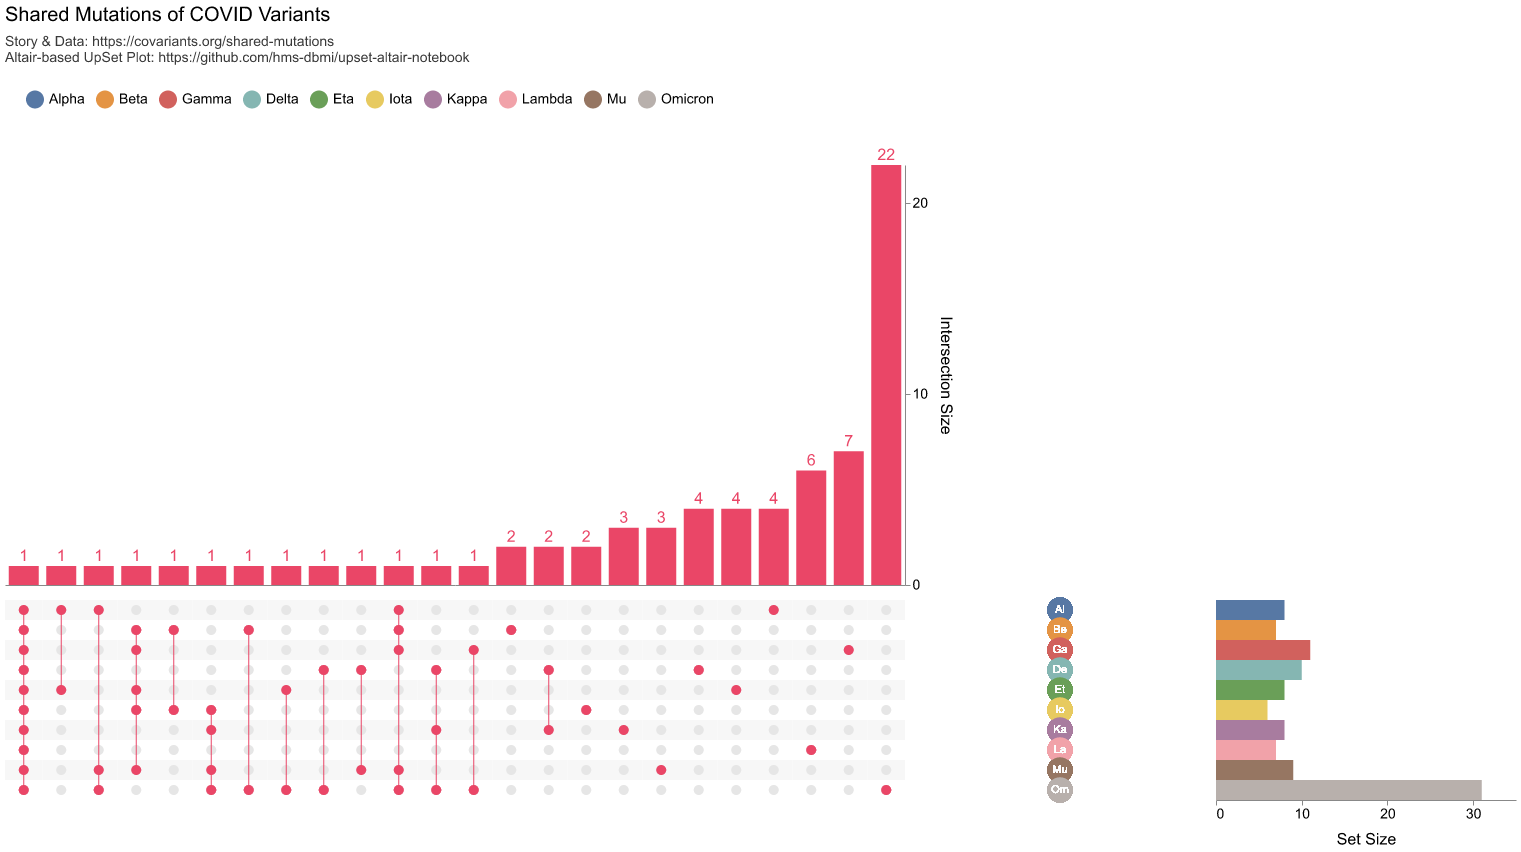 Shared Mutations of COVID Variants
Story & Data: https://covariants.org/shared-mutations
Altair-based UpSet Plot: https://github.com/hms-dbmi/upset-altair-notebook
Alpha Beta Gamma Delta Eta Iota Kappa Lambda Mu Omicron
22
20
Intersection Size
10
7
6
4 4 4
3 3
2 2 2
1 1 1 1 1 1 1 1 1 1 1 1 1
0
Al
Be
Ga
De
Et
Io
Ka
La
Mu
Om
0 10 20 30
Set Size